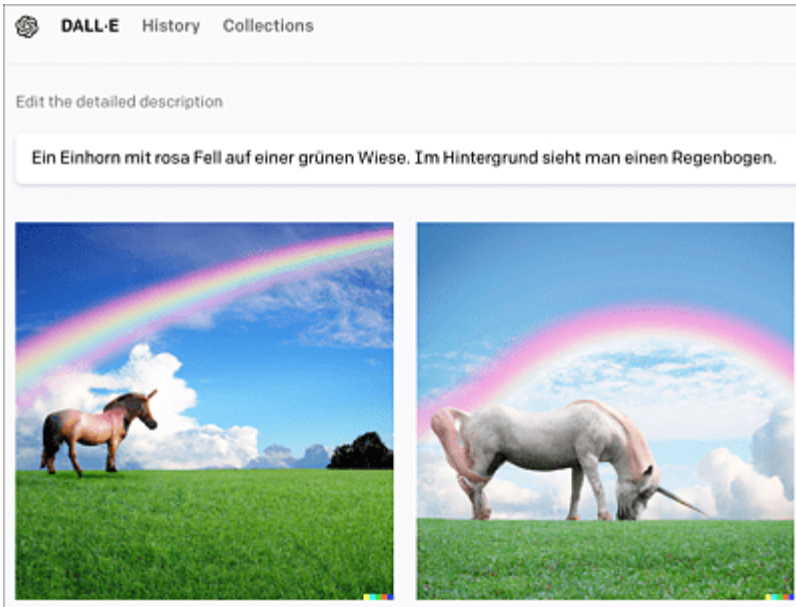 DALL·E History Collections
Edit the detailed description
Ein Einhorn mit rosa Fell auf einer grünen Wiese. Im Hintergrund sieht man einen Regenbogen.